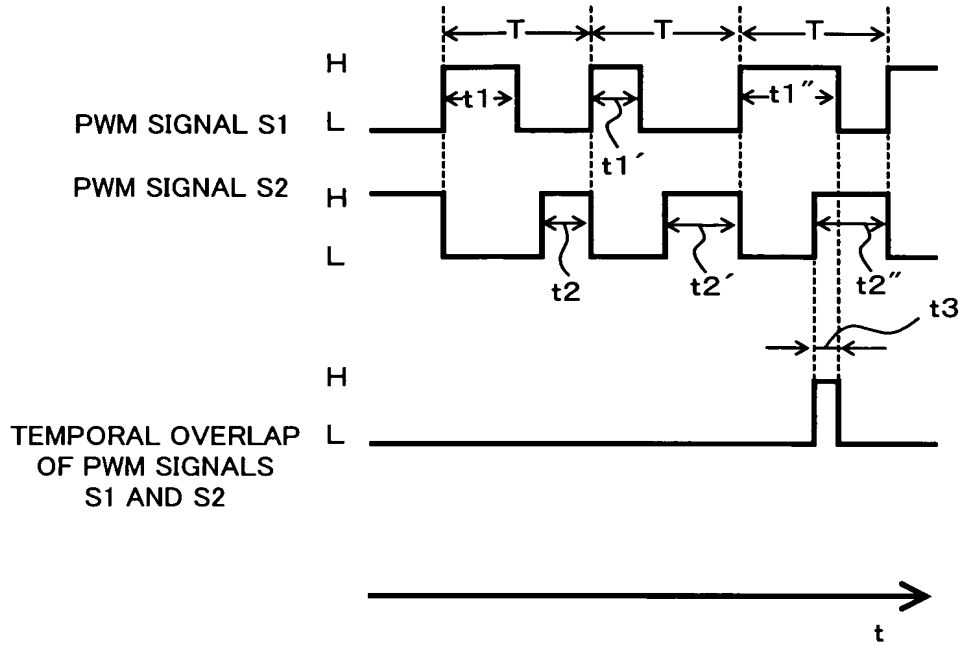 T T T
H
t1 t1″
PWM SIGNAL S1 L
t1′
PWM SIGNAL S2 H
L
t2 t2′ t2″
t3
H
TEMPORAL OVERLAP L
OF PWM SIGNALS
S1 AND S2
t